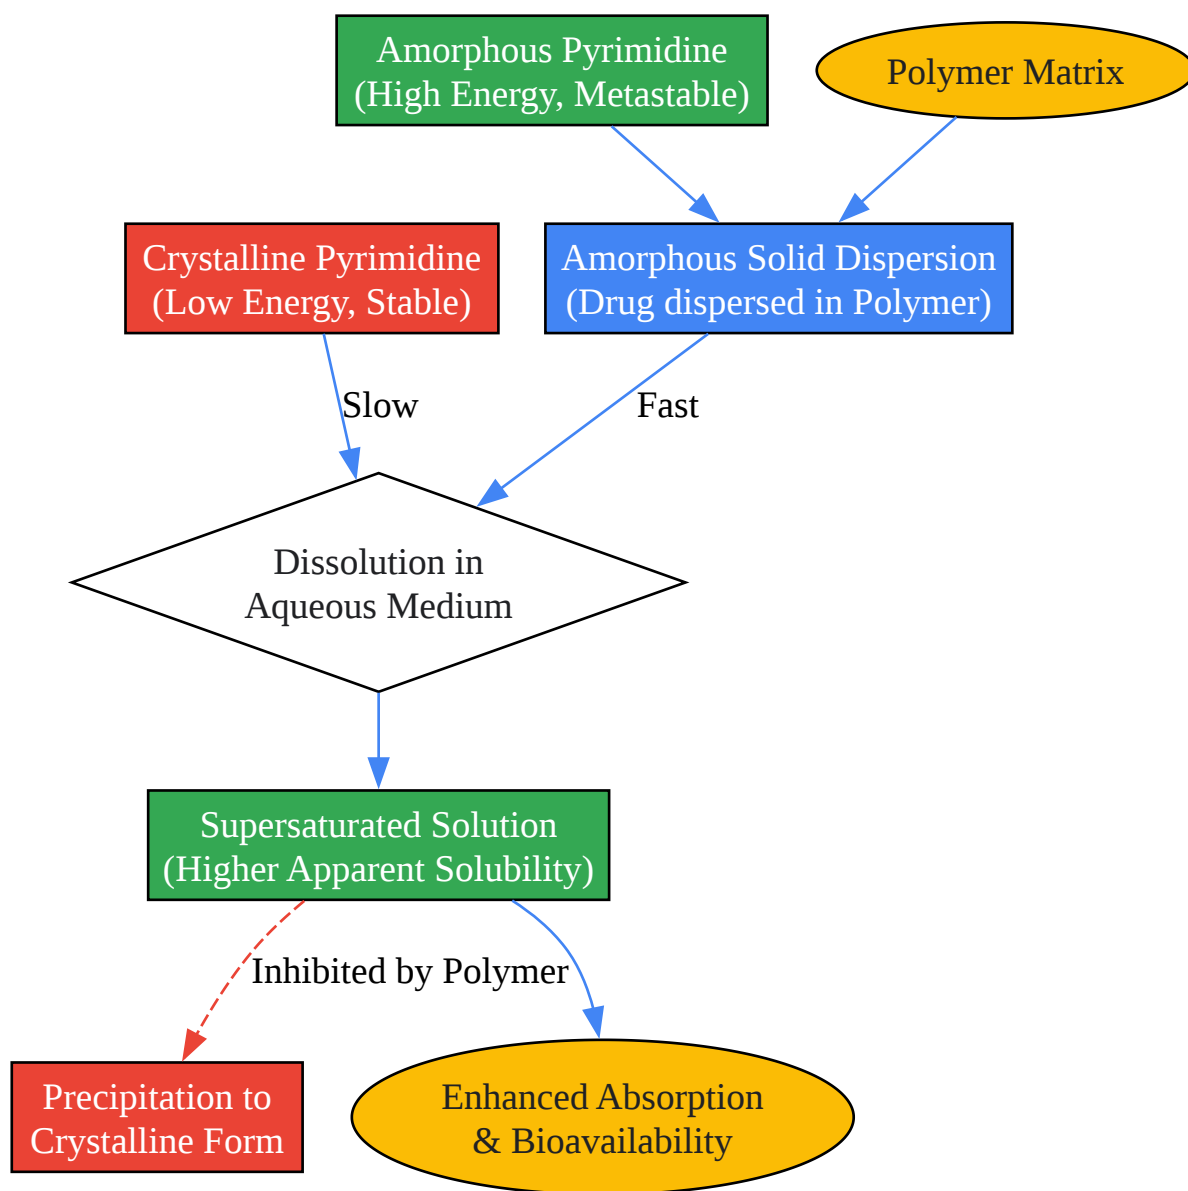 Amorphous Pyrimidine
(High Energy, Metastable)
Polymer Matrix
Crystalline Pyrimidine
(Low Energy, Stable)
Amorphous Solid Dispersion
(Drug dispersed in Polymer)
Slow
Fast
Dissolution in
Aqueous Medium
Supersaturated Solution
(Higher Apparent Solubility)
Inhibited by Polymer
Precipitation to
Crystalline Form
Enhanced Absorption
& Bioavailability